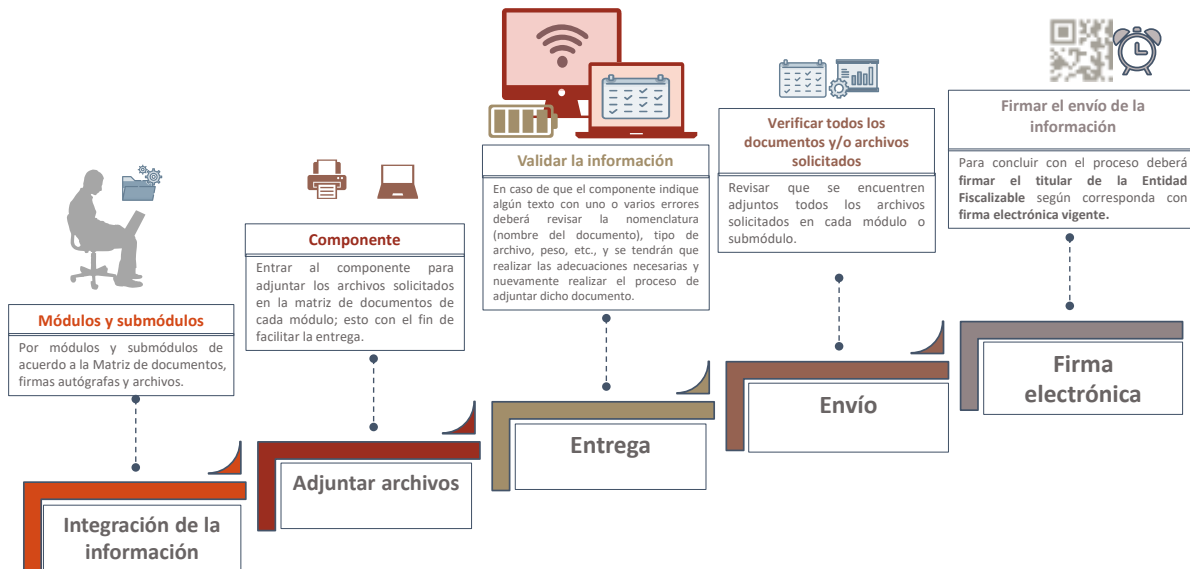 Módulos y submódulos
Por módulos y submódulos de
acuerdo a la Matriz de documentos,
firmas autógrafas y archivos.
Integración de la
información
Componente
Entrar al componente para
adjuntar los archivos solicitados
en la matriz de documentos de
cada módulo; esto con el fin de
facilitar la entrega.
Adjuntar archivos
Validar la información
En caso de que el componente indique
algún texto con uno o varios errores
deberá revisar la nomenclatura
(nombre del documento), tipo de
archivo, peso, etc., y se tendrán que
realizar las adecuaciones necesarias y
nuevamente realizar el proceso de
adjuntar dicho documento.
Entrega
Verificar todos los
documentos y/o archivos
solicitados
Revisar que se encuentren
adjuntos todos los archivos
solicitados en cada módulo o
submódulo.
Envío
Firmar el envío de la
información
Para concluir con el proceso deberá
firmar el titular de la Entidad
Fiscalizable según corresponda con
firma electrónica vigente.
Firma
electrónica